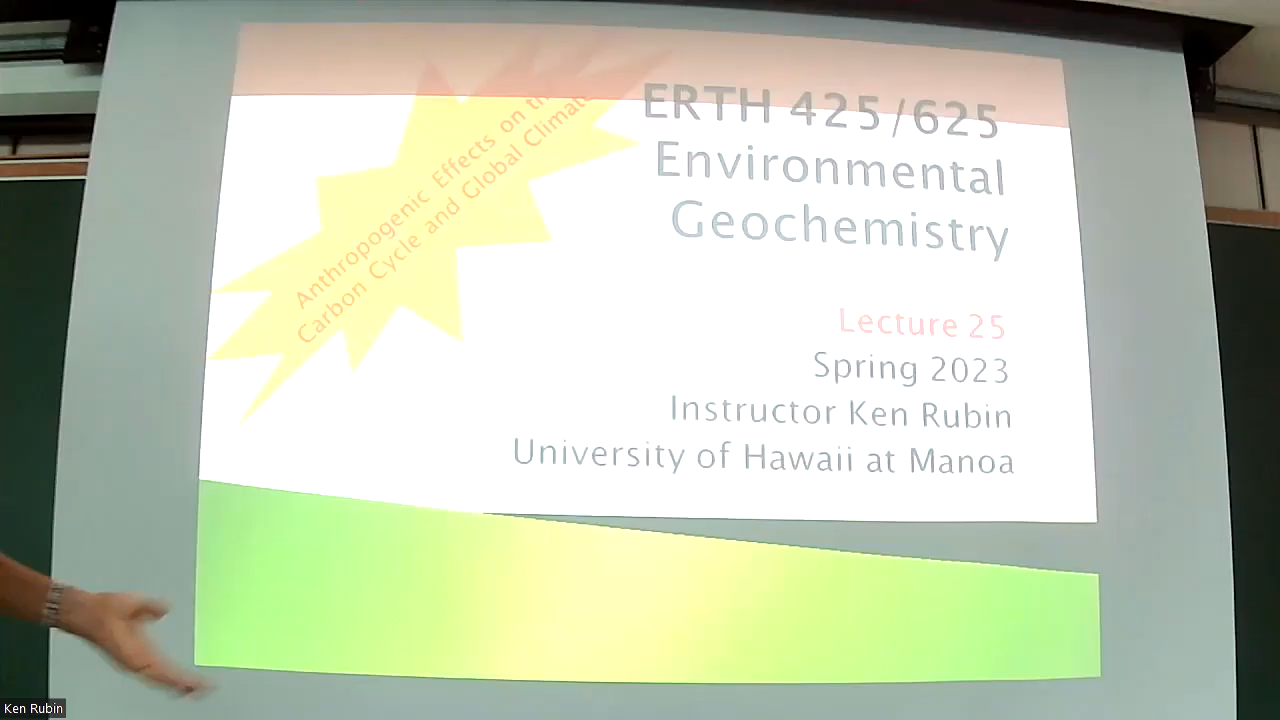 Anthropogenic Effects on the
Carbon Cycle and Global Climate
ERTH 425/625
Environmental
Geochemistry
Lecture 25
Spring 2023
Instructor Ken Rubin
University of Hawaii at Manoa
Ken Rubin